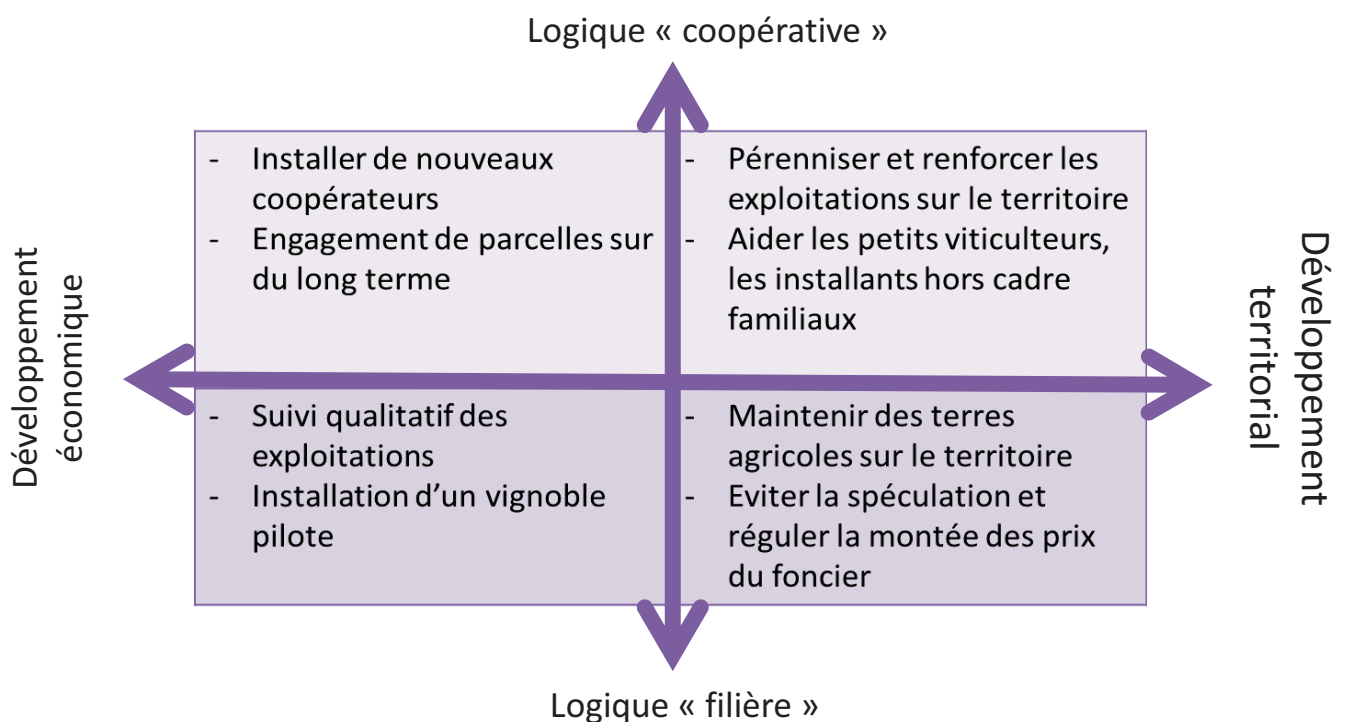 Logique « coopérative »
- Installer de nouveaux
coopérateurs
- Engagement de parcelles sur
du long terme
- Pérenniser et renforcer les
exploitations sur le territoire
- Aider les petits viticulteurs,
les installants hors cadre
familiaux
Développement
économique
Développement
territorial
- Suivi qualitatif des
exploitations
- Installation d'un vignoble
pilote
- Maintenir des terres
agricoles sur le territoire
- Eviter la spéculation et
réguler la montée des prix
du foncier
Logique « filière »